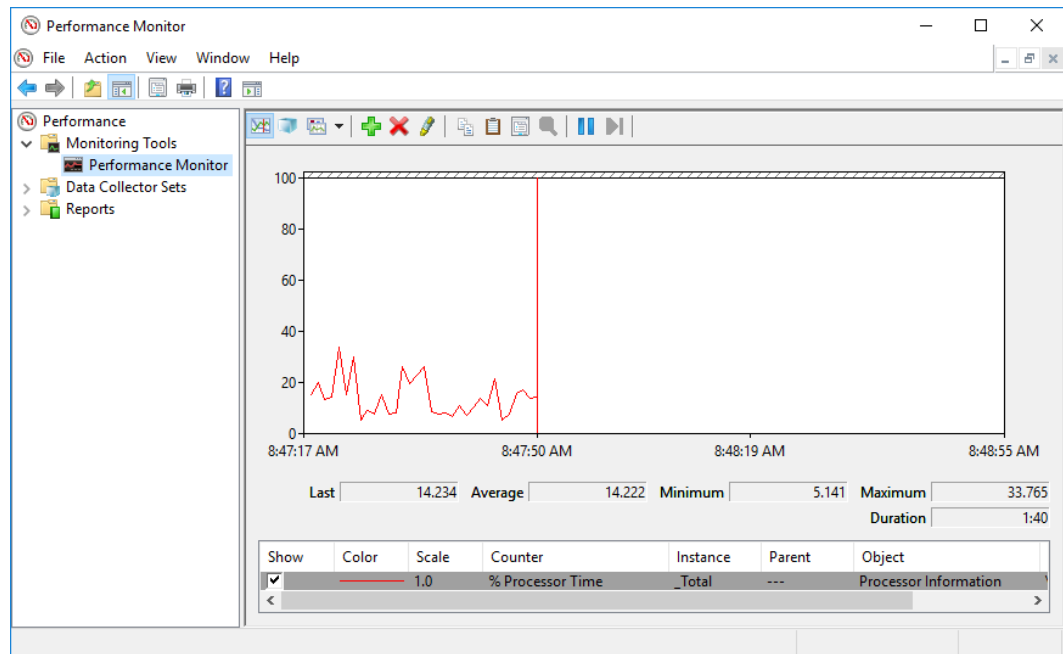 Performance Monitor
File Action View Window Help
Performance
Monitoring Tools
Performance Monitor
Data Collector Sets
Reports
100
80
60
40
20
0
8:47:17 AM 8:47:50 AM 8:48:19 AM 8:48:55 AM
Last 14.234 Average 14.222 Minimum 5.141 Maximum 33.765
Duration 1:40
Show Color Scale Counter Instance Parent Object
1.0 % Processor Time _Total --- Processor Information